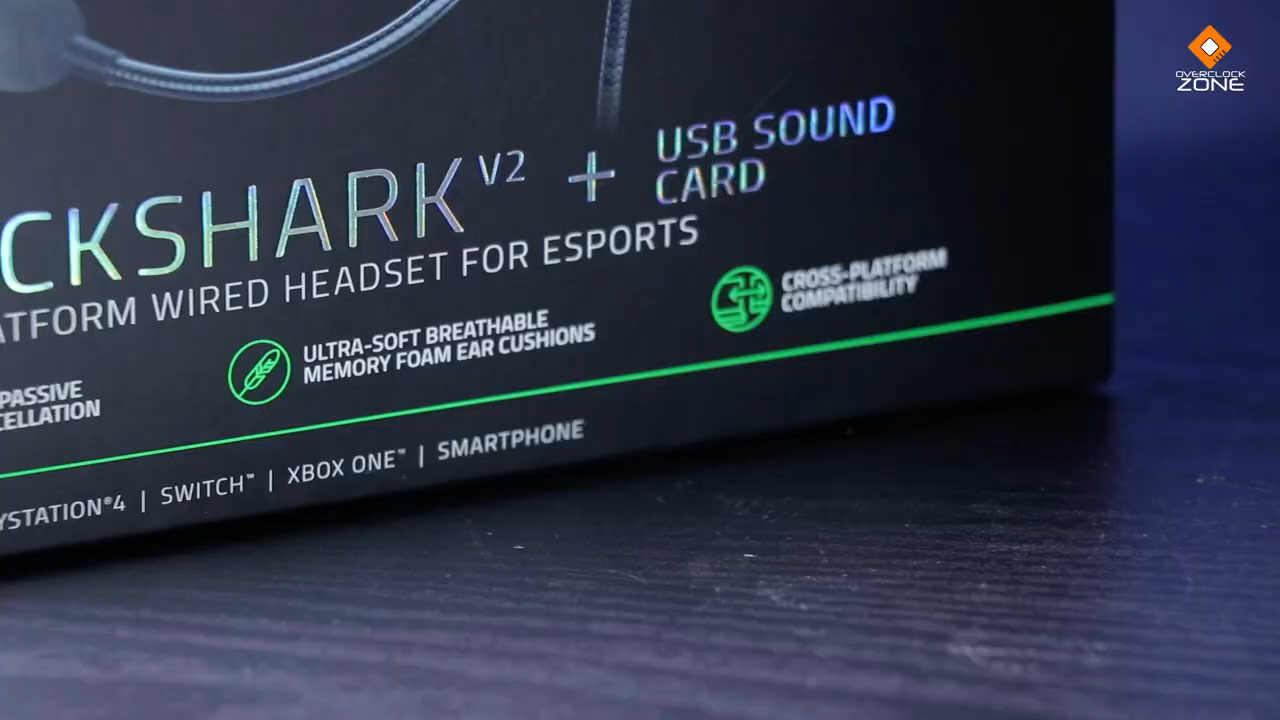 OVERCLOCK
ZONE
CKSHARK V2 + USB SOUND
CARD
ATFORM WIRED HEADSET FOR ESPORTS
PASSIVE
CELLATION
ULTRA-SOFT BREATHABLE
MEMORY FOAM EAR CUSHIONS
CROSS-PLATFORM
COMPATIBILITY
YSTATION®4 | SWITCH™ | XBOX ONE™ | SMARTPHONE